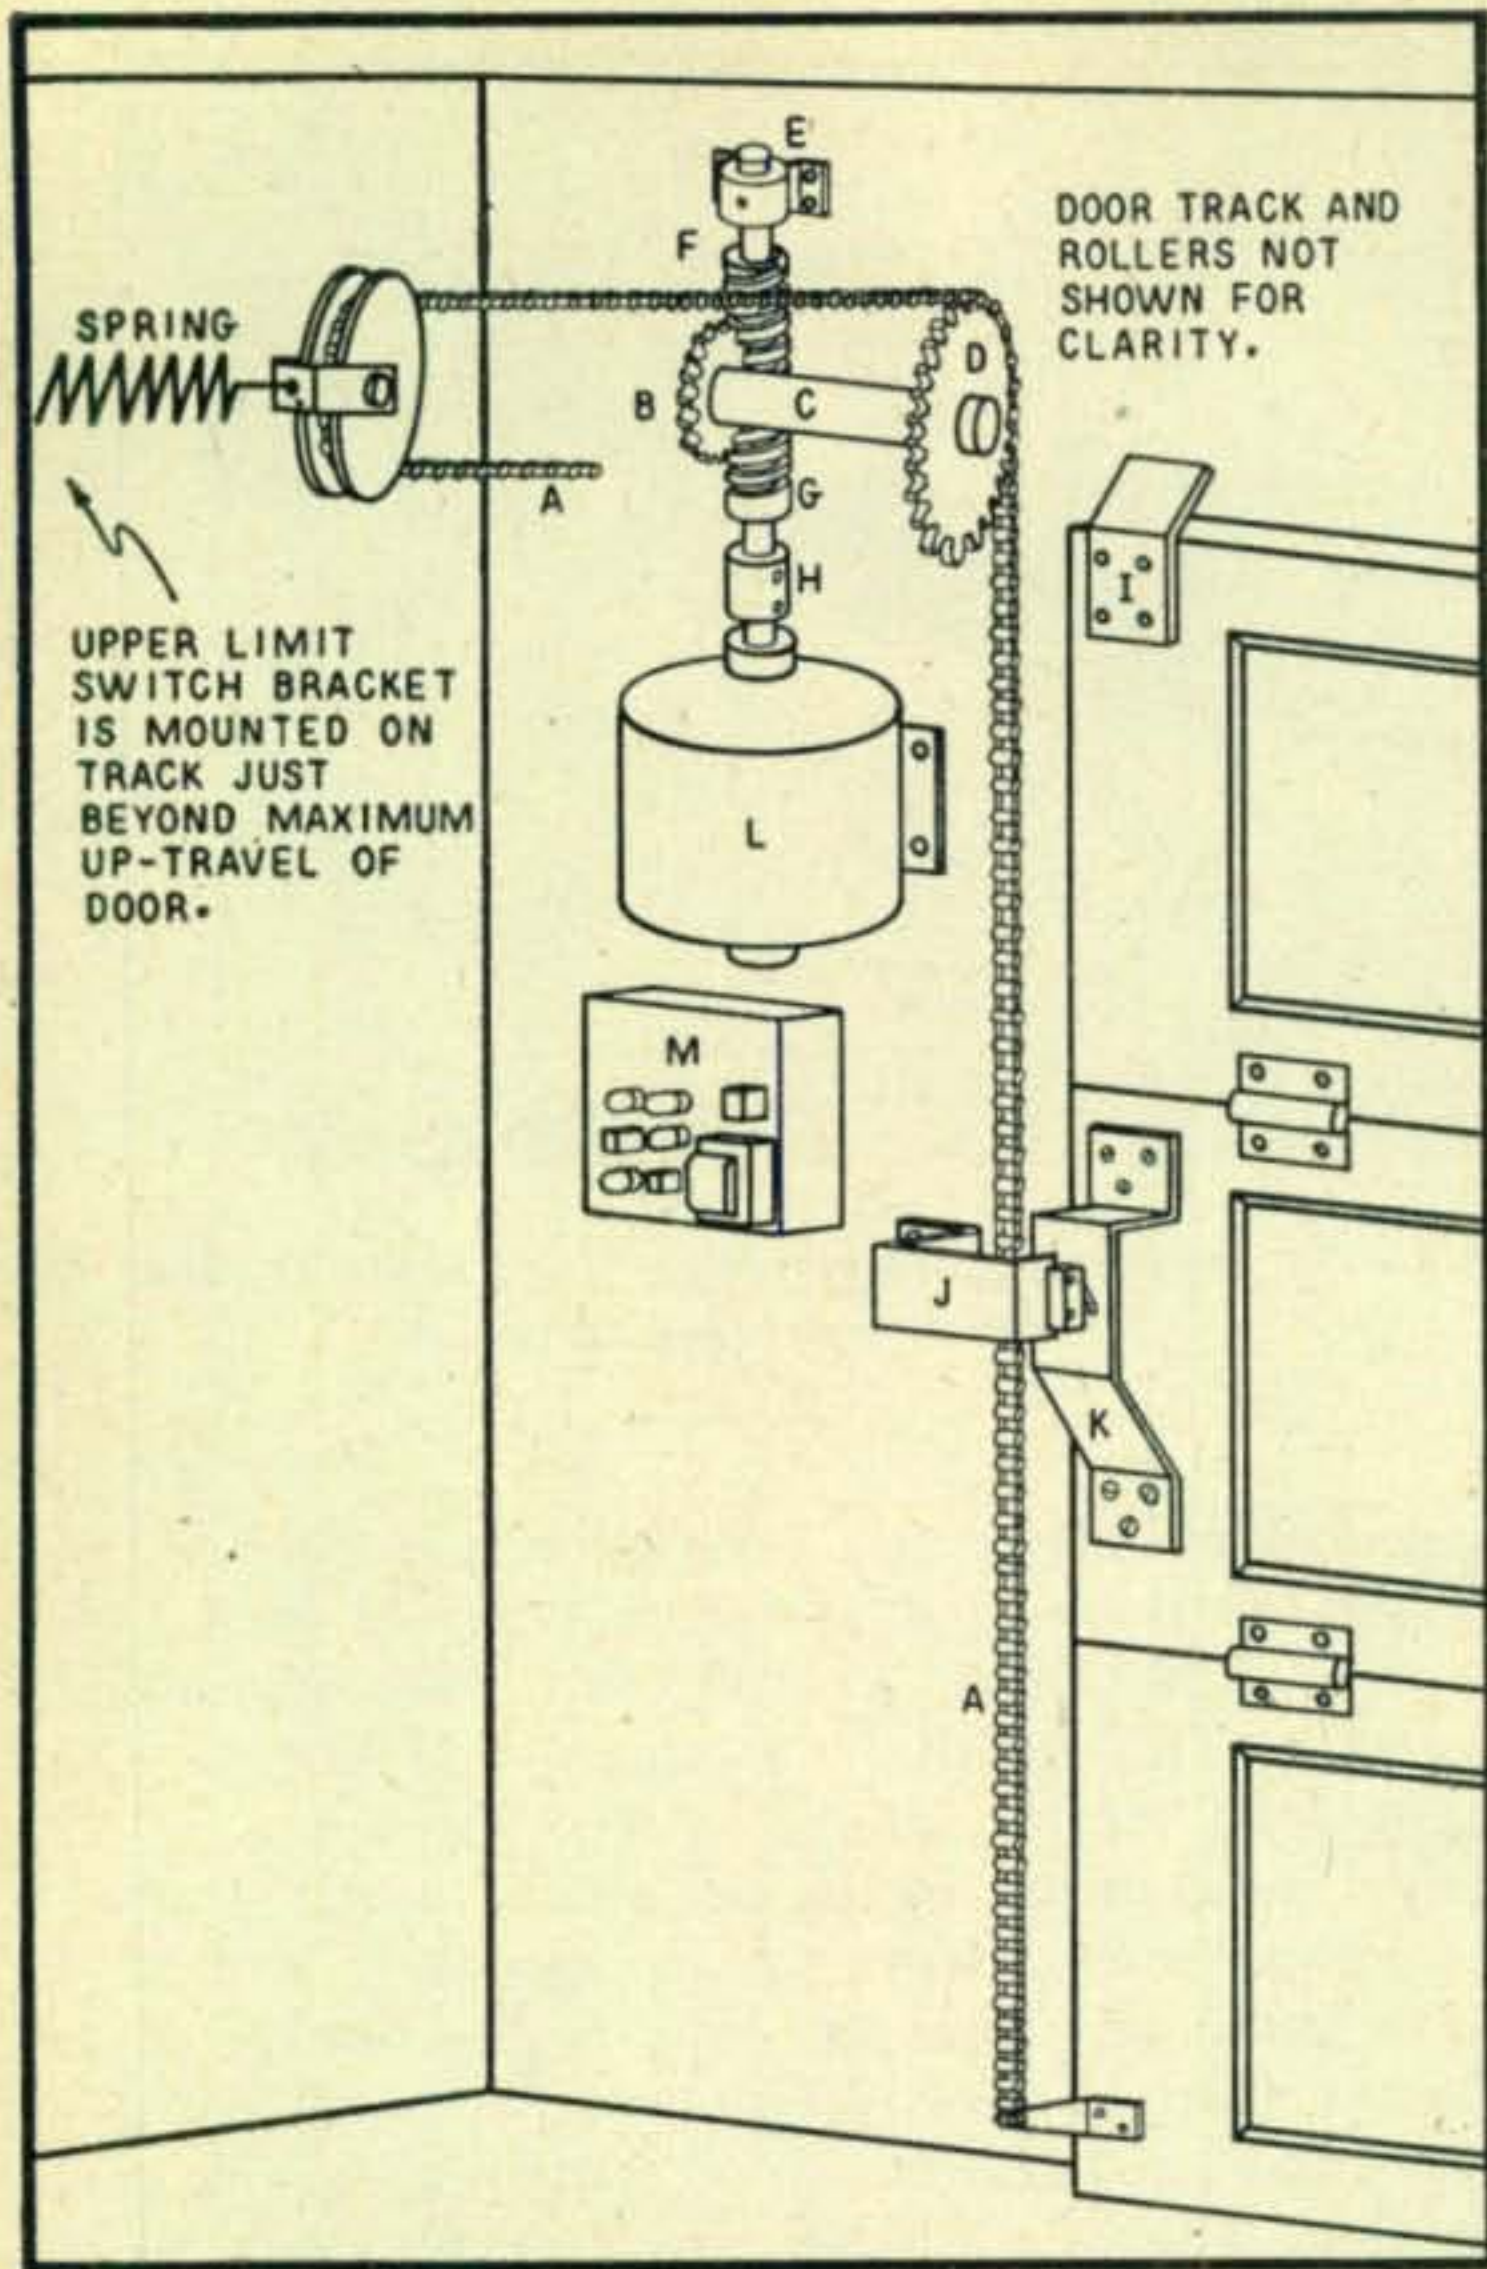 E
F
DOOR TRACK AND
ROLLERS NOT
SHOWN FOR
CLARITY.
SPRING
D
B
C
A
G
H
I
UPPER LIMIT
SWITCH BRACKET
IS MOUNTED ON
TRACK JUST
BEYOND MAXIMUM
UP-TRAVEL OF
DOOR.
L
M
J
K
A